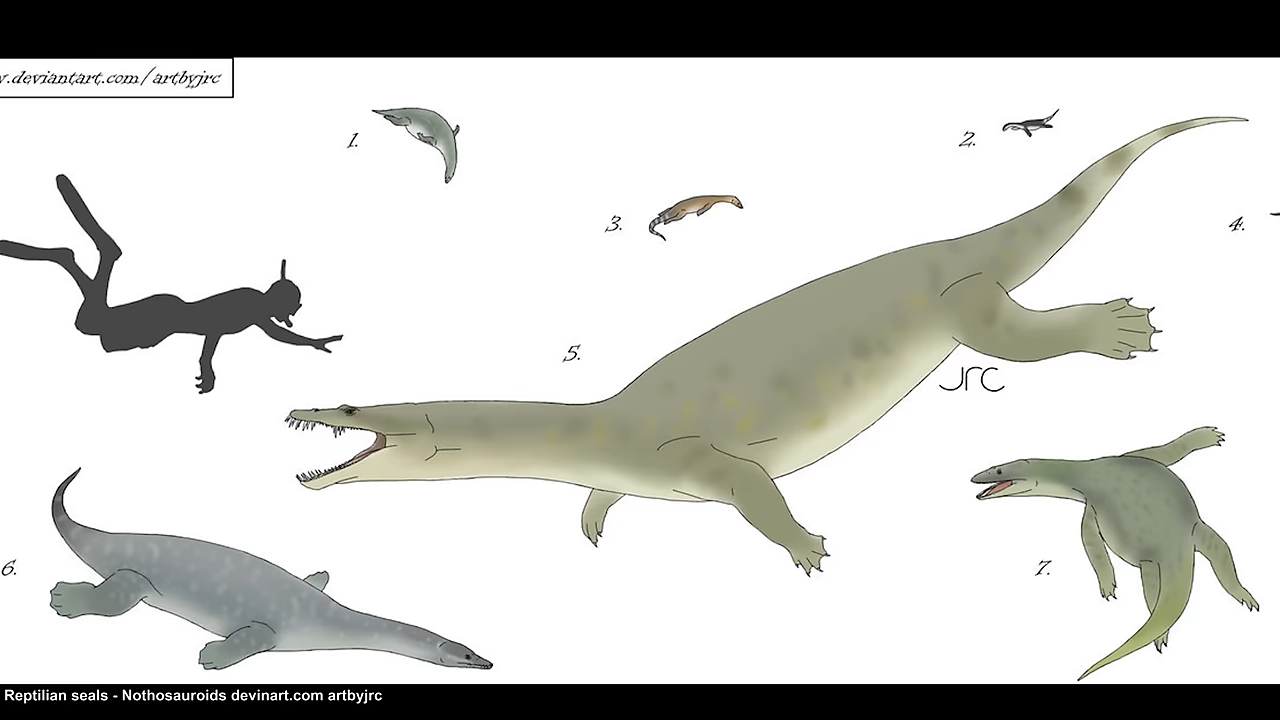 w.deviantart.com/artbyjrc
1.
2.
3.
4.
5.
Jrc
6.
7.
Reptilian seals - Nothosauroids devinart.com artbyjrc